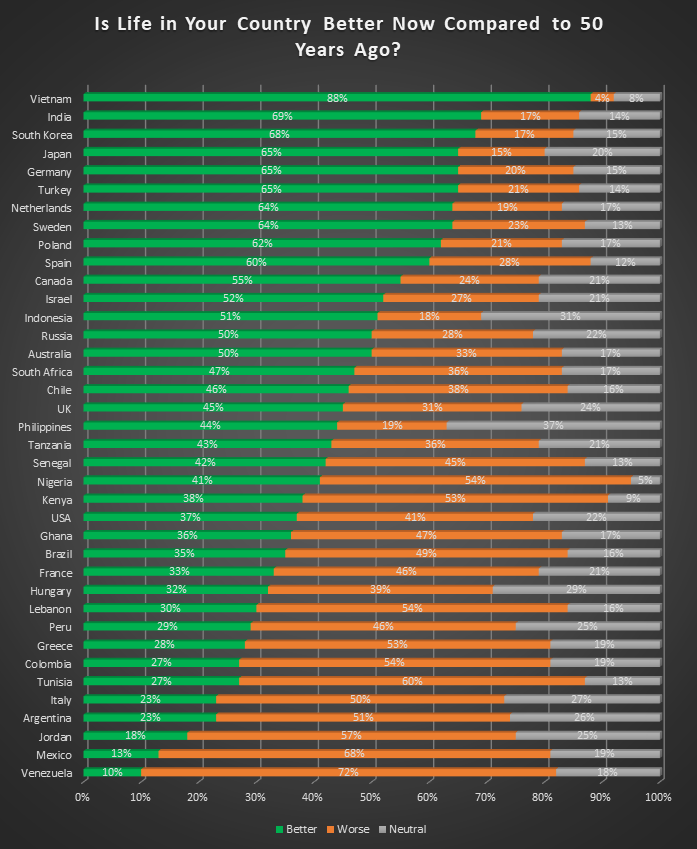 Is Life in Your Country Better Now Compared to 50
Years Ago?
Vietnam 88% 4% 8%
India 69% 17% 14%
South Korea 68% 17% 15%
Japan 65% 15% 20%
Germany 65% 20% 15%
Turkey 65% 21% 14%
Netherlands 64% 19% 17%
Sweden 64% 23% 13%
Poland 62% 21% 17%
Spain 60% 28% 12%
Canada 55% 24% 21%
Israel 52% 27% 21%
Indonesia 51% 18% 31%
Russia 50% 28% 22%
Australia 50% 33% 17%
South Africa 47% 36% 17%
Chile 46% 38% 16%
UK 45% 31% 24%
Philippines 44% 19% 37%
Tanzania 43% 36% 21%
Senegal 42% 45% 13%
Nigeria 41% 54% 5%
Kenya 38% 53% 9%
USA 37% 41% 22%
Ghana 36% 47% 17%
Brazil 35% 49% 16%
France 33% 46% 21%
Hungary 32% 39% 29%
Lebanon 30% 54% 16%
Peru 29% 46% 25%
Greece 28% 53% 19%
Colombia 27% 54% 19%
Tunisia 27% 60% 13%
Italy 23% 50% 27%
Argentina 23% 51% 26%
Jordan 18% 57% 25%
Mexico 13% 68% 19%
Venezuela 10% 72% 18%
0% 10% 20% 30% 40% 50% 60% 70% 80% 90% 100%
Better Worse Neutral